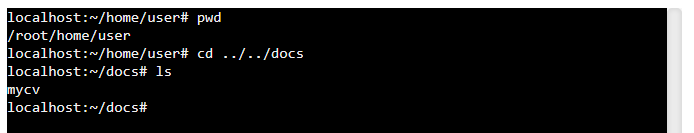 localhost:~/home/user# pwd
/root/home/user
localhost:~/home/user# cd ../../docs
localhost:~/docs# ls
mycv
localhost:~/docs#